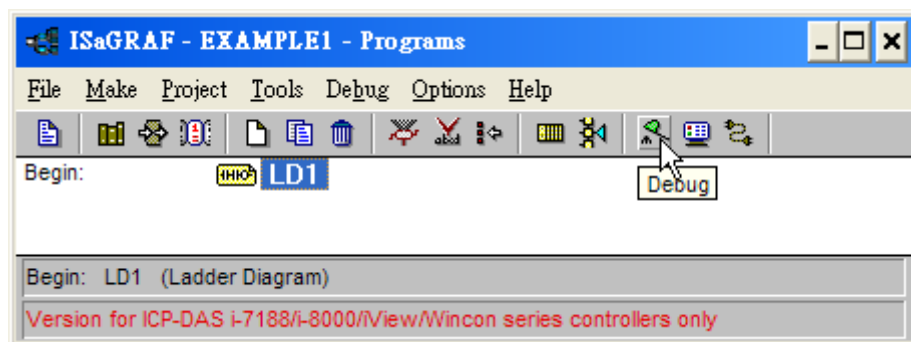 ISaGRAF - EXAMPLE1 - Programs
File Make Project Tools Debug Options Help
Begin: LD1
Debug
Begin: LD1 (Ladder Diagram)
Version for ICP-DAS i-7188/i-8000/iView/Wincon series controllers only